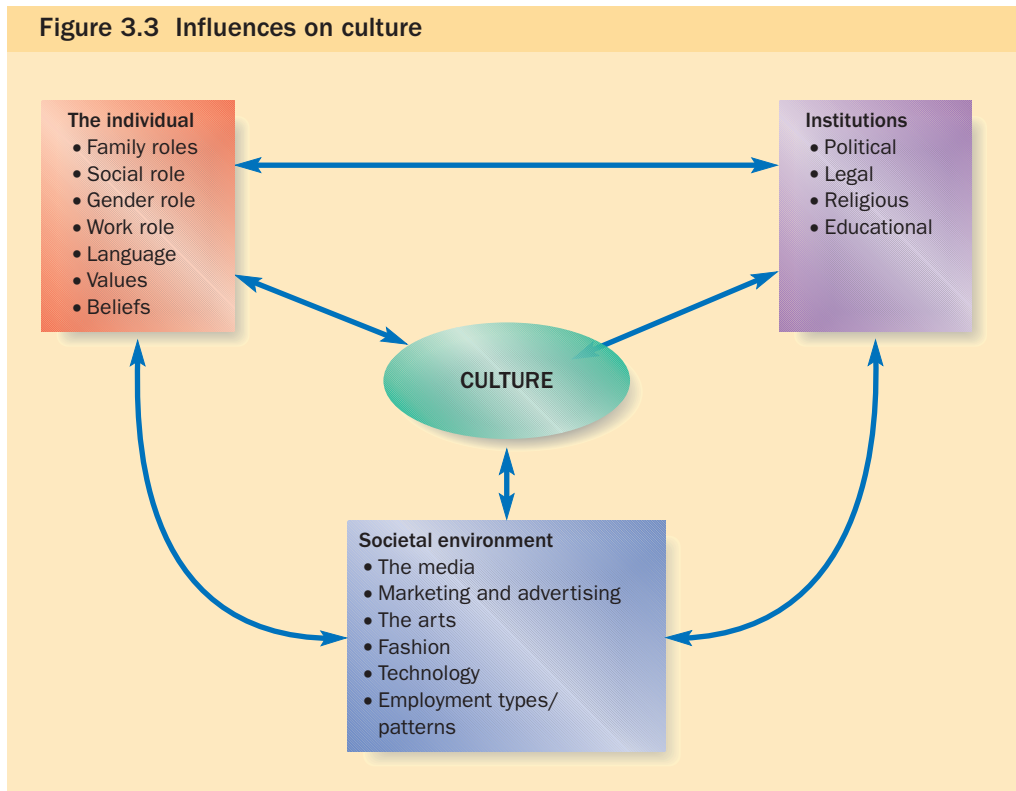 Figure 3.3 Influences on culture
The individual
• Family roles
• Social role
• Gender role
• Work role
• Language
• Values
• Beliefs
Institutions
• Political
• Legal
• Religious
• Educational
CULTURE
Societal environment
• The media
• Marketing and advertising
• The arts
• Fashion
• Technology
• Employment types/
patterns